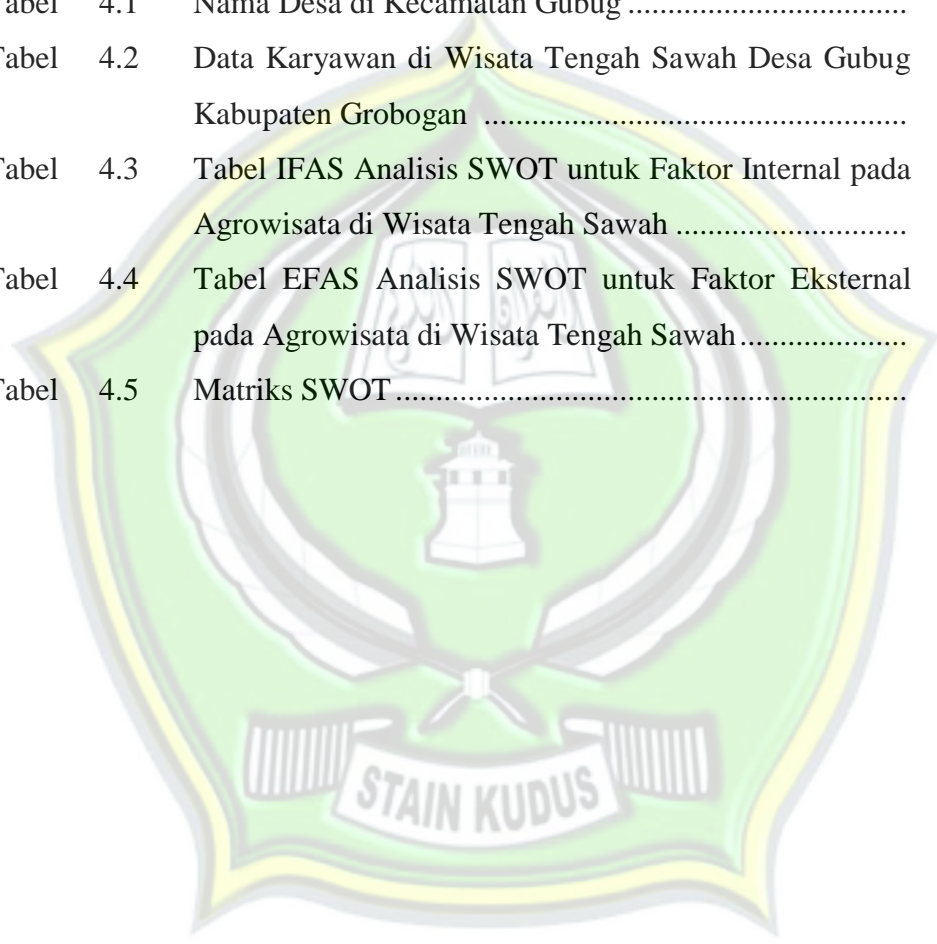 Tabel 4.1 Nama Desa di Kecamatan Gubug ...................................
Tabel 4.2 Data Karyawan di Wisata Tengah Sawah Desa Gubug
Kabupaten Grobogan .....................................................
Tabel 4.3 Tabel IFAS Analisis SWOT untuk Faktor Internal pada
Agrowisata di Wisata Tengah Sawah .............................
Tabel 4.4 Tabel EFAS Analisis SWOT untuk Faktor Eksternal
pada Agrowisata di Wisata Tengah Sawah.....................
Tabel 4.5 Matriks SWOT................................................................
STAIN KUDUS